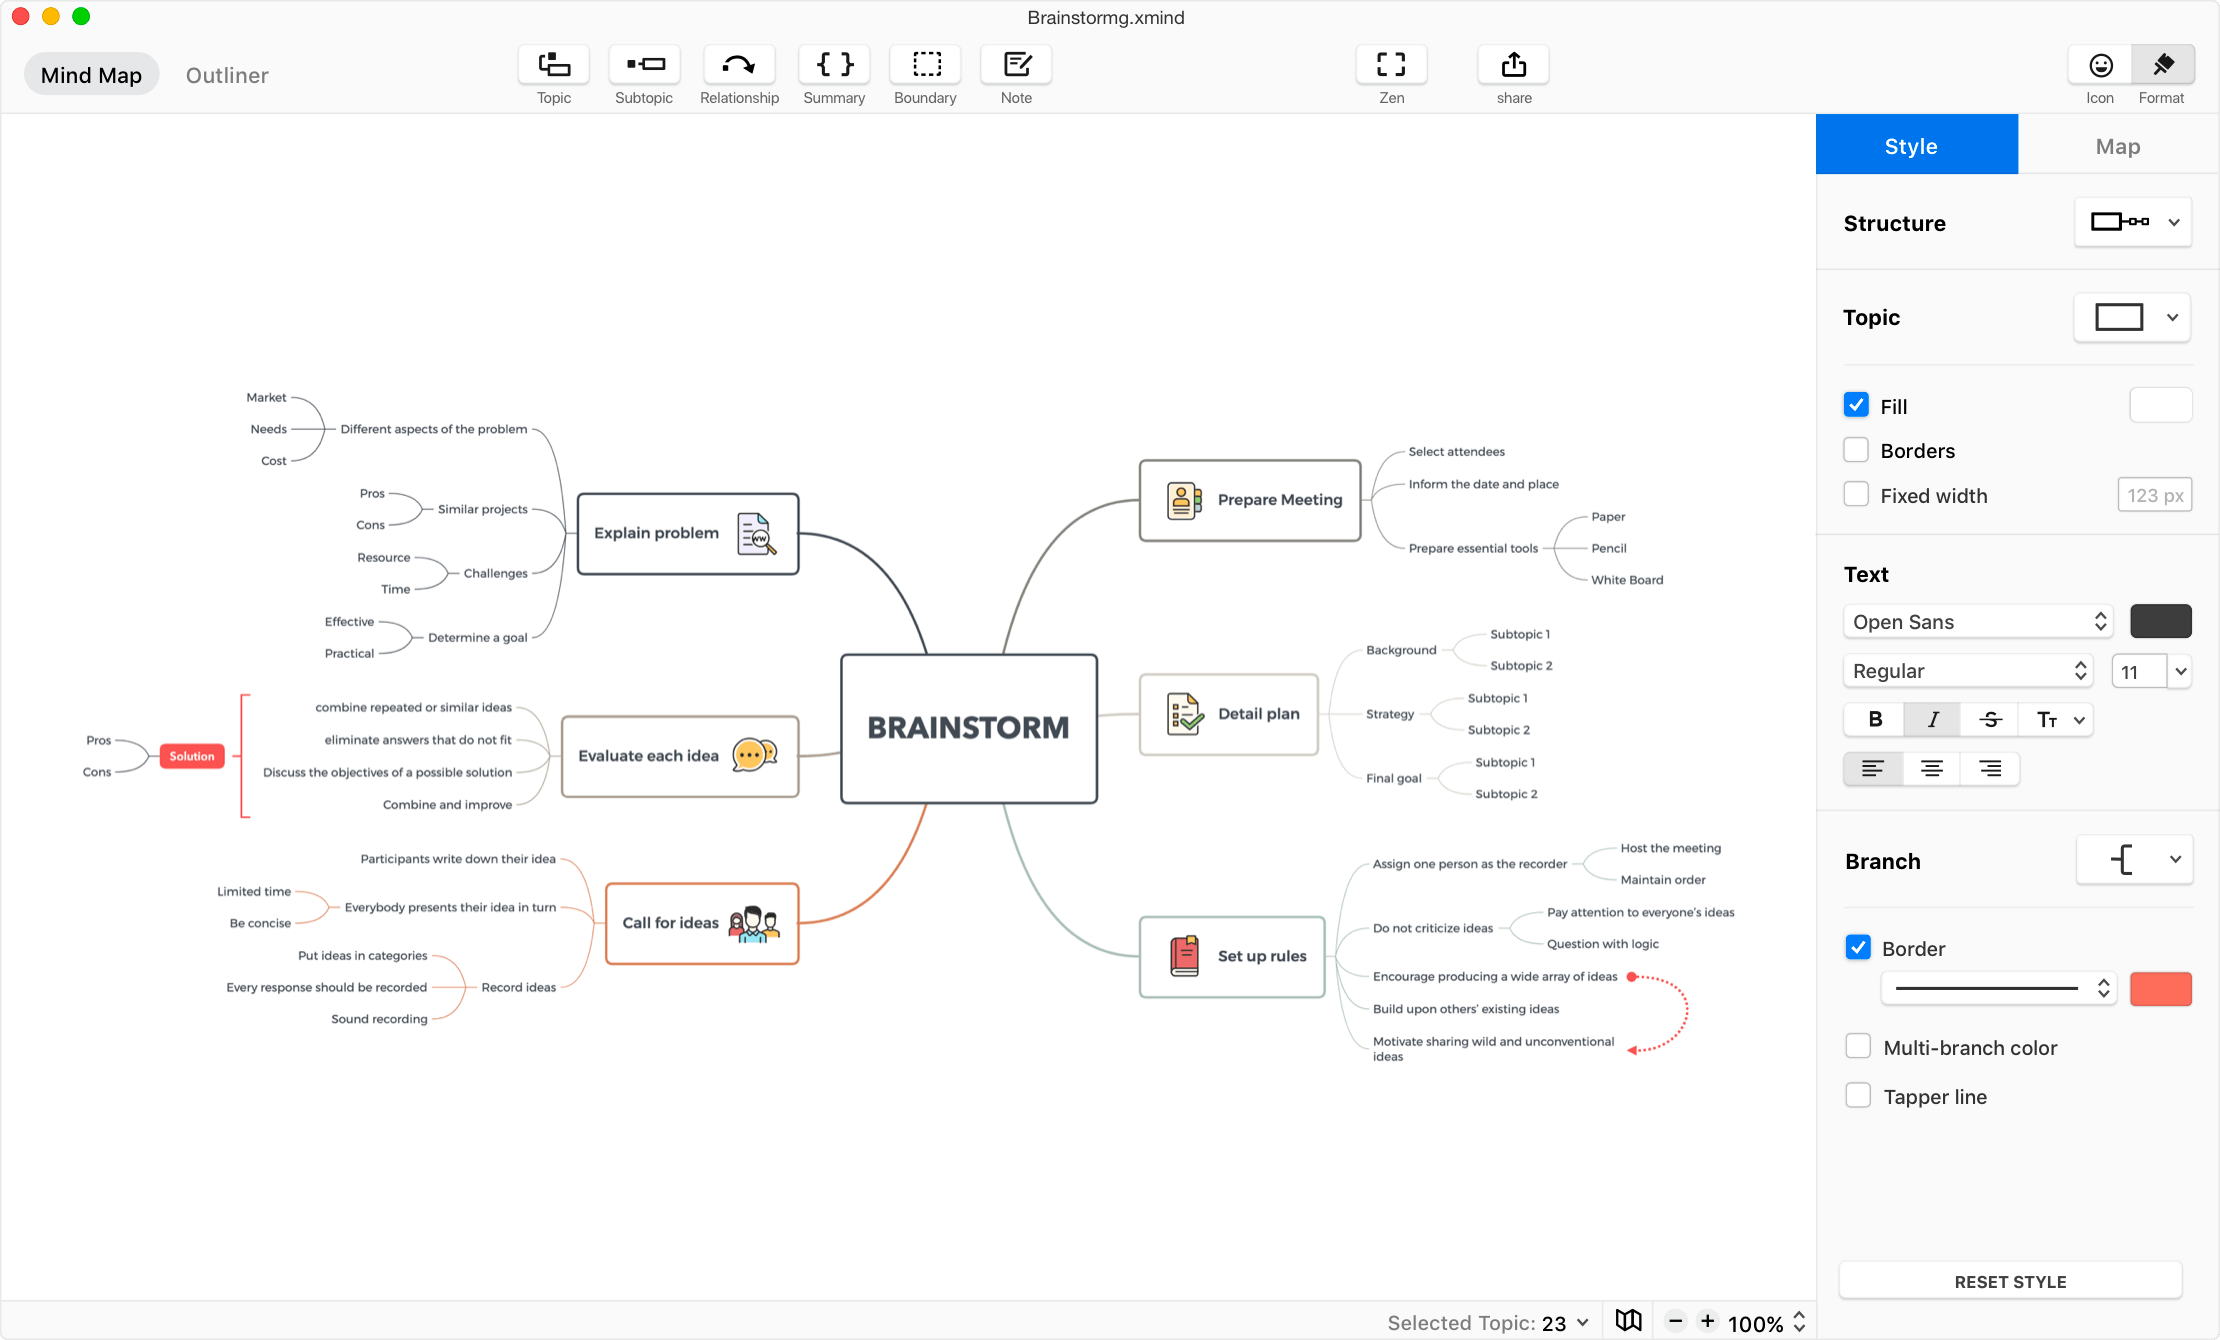 Brainstormg.xmind
Mind Map
Outliner
Topic
Subtopic
Relationship
Summary
Boundary
Note
Zen
share
Icon
Format
Market
Needs
Cost
Different aspects of the problem
Pros
Cons
Similar projects
Resource
Time
Challenges
Effective
Practical
Determine a goal
Explain problem
WW
Pros
Cons
Solution
combine repeated or similar ideas
eliminate answers that do not fit
Discuss the objectives of a possible solution
Combine and improve
Evaluate each idea
Participants write down their idea
Limited time
Be concise
Everybody presents their idea in turn
Put ideas in categories
Every response should be recorded
Sound recording
Record ideas
Call for ideas
BRAINSTORM
Prepare Meeting
Select attendees
Inform the date and place
Prepare essential tools
Paper
Pencil
White Board
Detail plan
Background
Subtopic 1
Subtopic 2
Strategy
Subtopic 1
Subtopic 2
Final goal
Subtopic 1
Subtopic 2
Set up rules
Assign one person as the recorder
Host the meeting
Maintain order
Do not criticize ideas
Pay attention to everyone's ideas
Question with logic
Encourage producing a wide array of ideas
Build upon others' existing ideas
Motivate sharing wild and unconventional
ideas
Style
Map
Structure
Topic
Fill
Borders
Fixed width
123 px
Text
Open Sans
Regular
11
B
I
S
TT
Branch
Border
Multi-branch color
Tapper line
RESET STYLE
Selected Topic: 23
100%